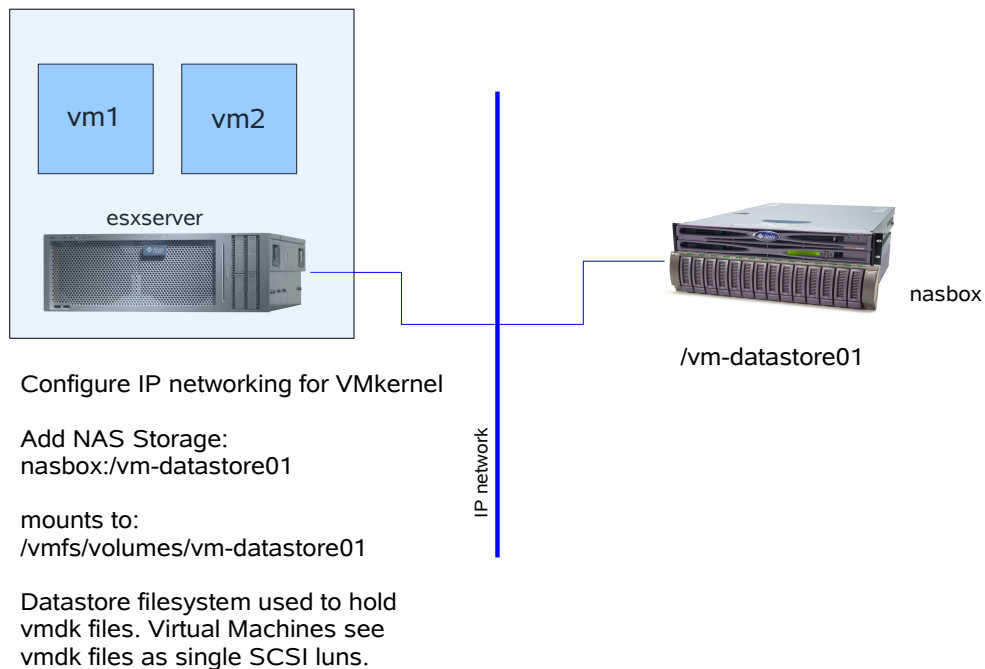 vm1
vm2
esxserver
nasbox
/vm-datastore01
Configure IP networking for VMkernel
Add NAS Storage:
nasbox:/vm-datastore01
mounts to:
/vmfs/volumes/vm-datastore01
Datastore filesystem used to hold
vmdk files. Virtual Machines see
vmdk files as single SCSI luns.
IP network